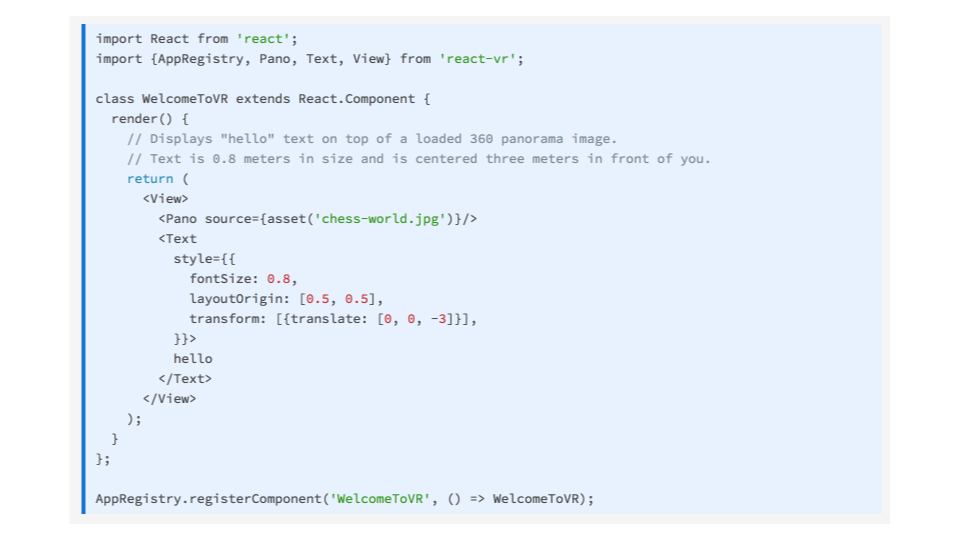 import React from 'react';
import {AppRegistry, Pano, Text, View} from 'react-vr';

class WelcomeToVR extends React.Component {
  render() {
    // Displays "hello" text on top of a loaded 360 panorama image.
    // Text is 0.8 meters in size and is centered three meters in front of you.
    return (
      <View>
        <Pano source={asset('chess-world.jpg')}/>
        <Text
          style={{
            fontSize: 0.8,
            layoutOrigin: [0.5, 0.5],
            transform: [{translate: [0, 0, -3]}],
          }}>
          hello
        </Text>
      </View>
    );
  }
};

AppRegistry.registerComponent('WelcomeToVR', () => WelcomeToVR);